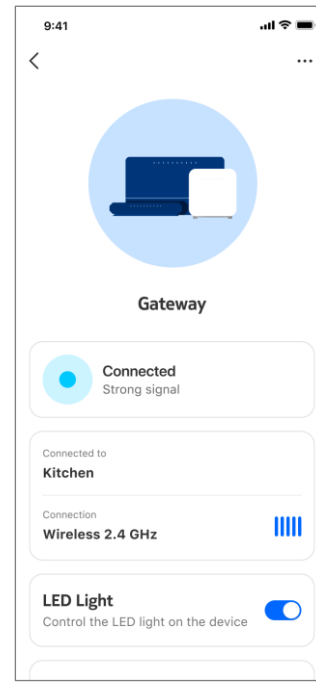 9:41
Gateway
Connected
Strong signal
Connected to
Kitchen
Connection
Wireless 2.4 GHz
LED Light
Control the LED light on the device